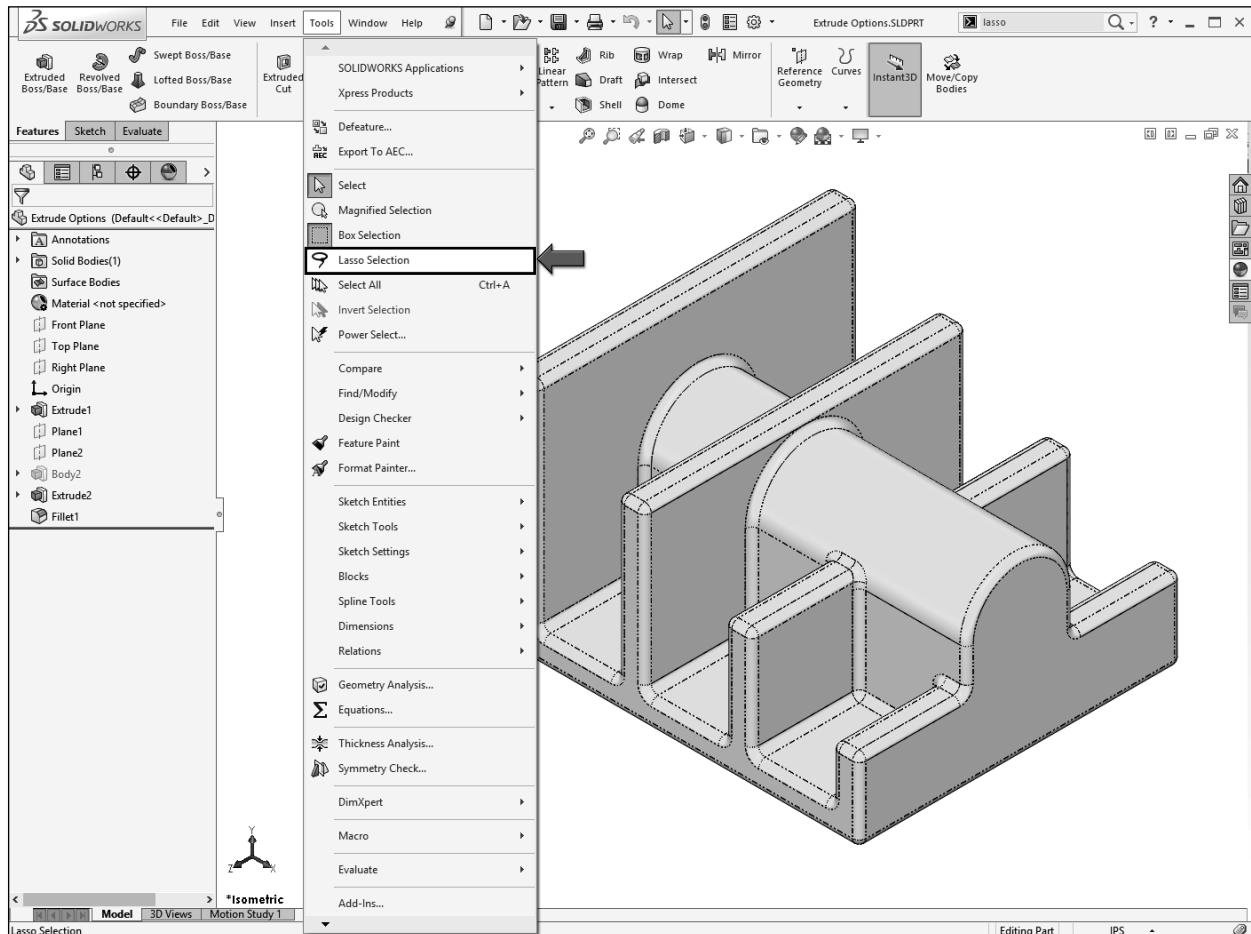 SOLIDWORKS File Edit View Insert Tools Window Help Extrude Options.SLDPRT lasso ?
Extruded Boss/Base
Revolved Boss/Base
Swept Boss/Base
Lofted Boss/Base
Boundary Boss/Base
Extruded Cut
Linear Pattern
Rib
Draft
Shell
Wrap
Intersect
Dome
Mirror
Reference Geometry
Curves
Instant3D
Move/Copy Bodies
Features Sketch Evaluate
Extrude Options (Default<<Default>_D
Annotations
Solid Bodies(1)
Surface Bodies
Material <not specified>
Front Plane
Top Plane
Right Plane
Origin
Extrude1
Plane1
Plane2
Body2
Extrude2
Fillet1
SOLIDWORKS Applications
Xpress Products
Defeature...
AEC Export To AEC...
Select
Magnified Selection
Box Selection
Lasso Selection
Select All Ctrl+A
Invert Selection
Power Select...
Compare
Find/Modify
Design Checker
Feature Paint
Format Painter...
Sketch Entities
Sketch Tools
Sketch Settings
Blocks
Spline Tools
Dimensions
Relations
Geometry Analysis...
Equations...
Thickness Analysis...
Symmetry Check...
DimXpert
Macro
Evaluate
Add-Ins...
Y
Z X
*Isometric
Model 3D Views Motion Study 1
Lasso Selection Editing Part IPS